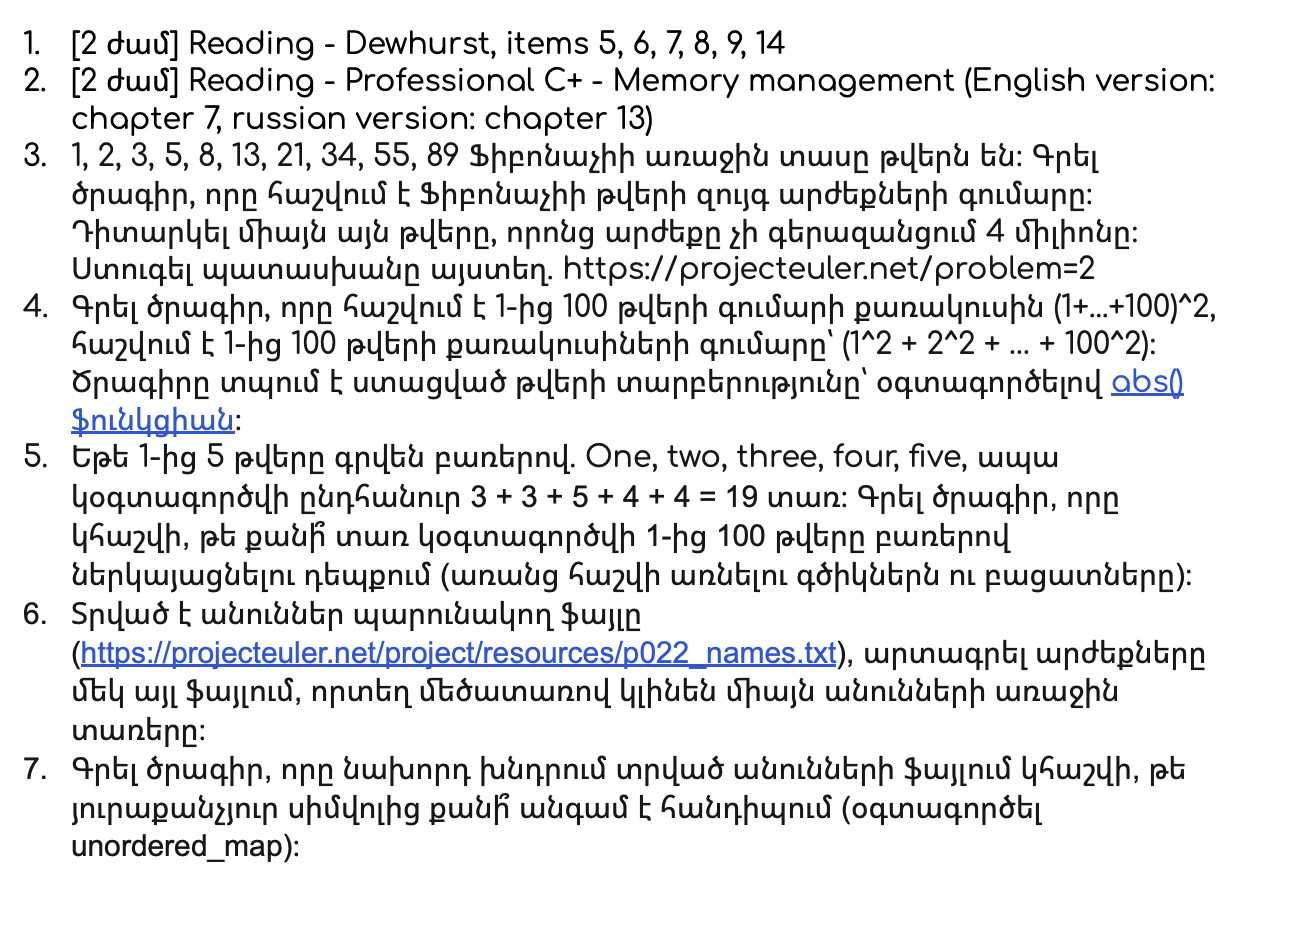 1. [2 ժամ] Reading - Dewhurst, items 5, 6, 7, 8, 9, 14
2. [2 ժամ] Reading - Professional C+ - Memory management (English version:
chapter 7, russian version: chapter 13)
3. 1, 2, 3, 5, 8, 13, 21, 34, 55, 89 Ֆիբոնաչիի առաջին տասը թվերն են: Գրել
ծրագիր, որը հաշվում է Ֆիբոնաչիի թվերի զույգ արժեքների գումարը:
Դիտարկել միայն այն թվերը, որոնց արժեքը չի գերազանցում 4 միլիոնը:
Ստուգել պատասխանը այստեղ. https://projecteuler.net/problem=2
4. Գրել ծրագիր, որը հաշվում է 1-ից 100 թվերի գումարի քառակուսին (1+...+100)^2,
հաշվում է 1-ից 100 թվերի քառակուսիների գումարը՝ (1^2 + 2^2 + ... + 100^2):
Ծրագիրը տպում է ստացված թվերի տարբերությունը՝ օգտագործելով abs()
ֆունկցիան:
5. Եթե 1-ից 5 թվերը գրվեն բառերով. One, two, three, four, five, ապա
կօգտագործվի ընդհանուր 3 + 3 + 5 + 4 + 4 = 19 տառ: Գրել ծրագիր, որը
կհաշվի, թե քանի՞ տառ կօգտագործվի 1-ից 100 թվերը բառերով
ներկայացնելու դեպքում (առանց հաշվի առնելու գծիկներն ու բացատները):
6. Տրված է անուններ պարունակող ֆայլը
(https://projecteuler.net/project/resources/p022_names.txt), արտագրել արժեքները
մեկ այլ ֆայլում, որտեղ մեծատառով կլինեն միայն անունների առաջին
տառերը:
7. Գրել ծրագիր, որը նախորդ խնդրում տրված անունների ֆայլում կհաշվի, թե
յուրաքանչյուր սիմվոլից քանի՞ անգամ է հանդիպում (օգտագործել
unordered_map):